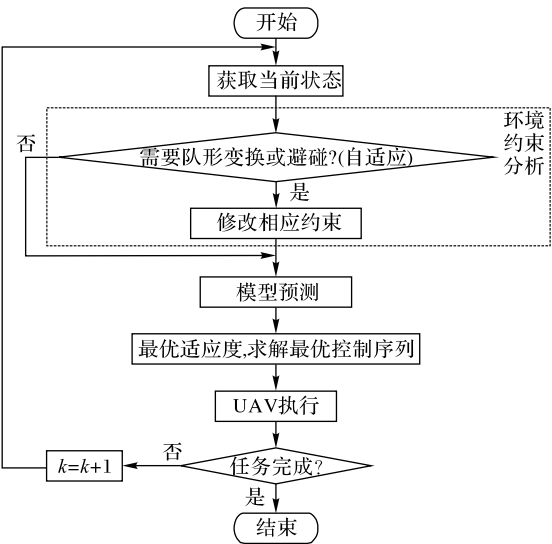 开始
获取当前状态
环境
约束
分析
否
需要队形变换或避碰?(自适应)
是
修改相应约束
模型预测
最优适应度,求解最优控制序列
UAV执行
否
任务完成?
k=k+1
是
结束